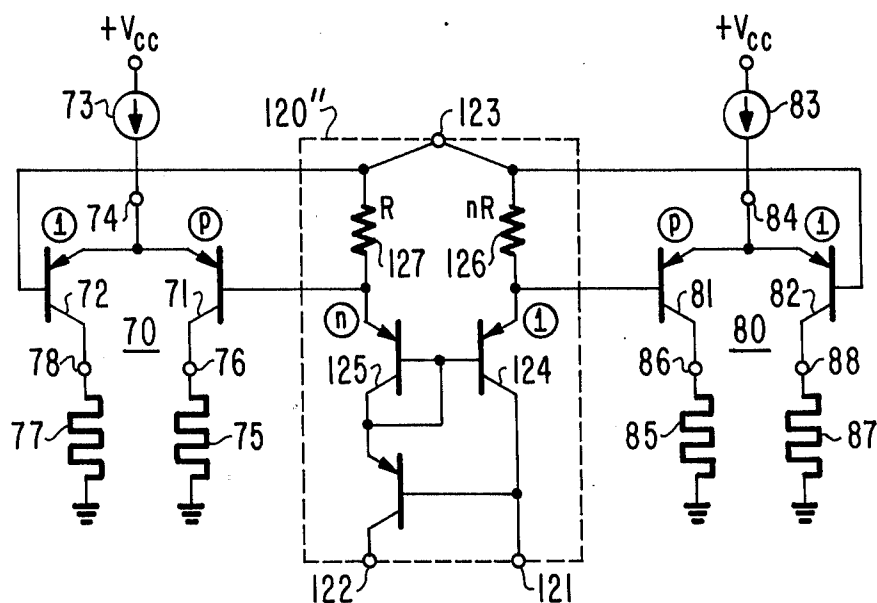 +Vcc +Vcc
73 120" 123 83
74 R nR 84
1 P 127 126 P 1
72 71 n 1 81 82
70 80
78 76 125 124 86 88
77 75 85 87
122 121